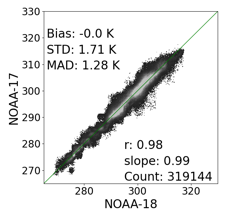 330
320
310
300
290
280
270
NOAA-17
Bias: -0.0 K
STD: 1.71 K
MAD: 1.28 K
r: 0.98
slope: 0.99
Count: 319144
280
300
320
NOAA-18